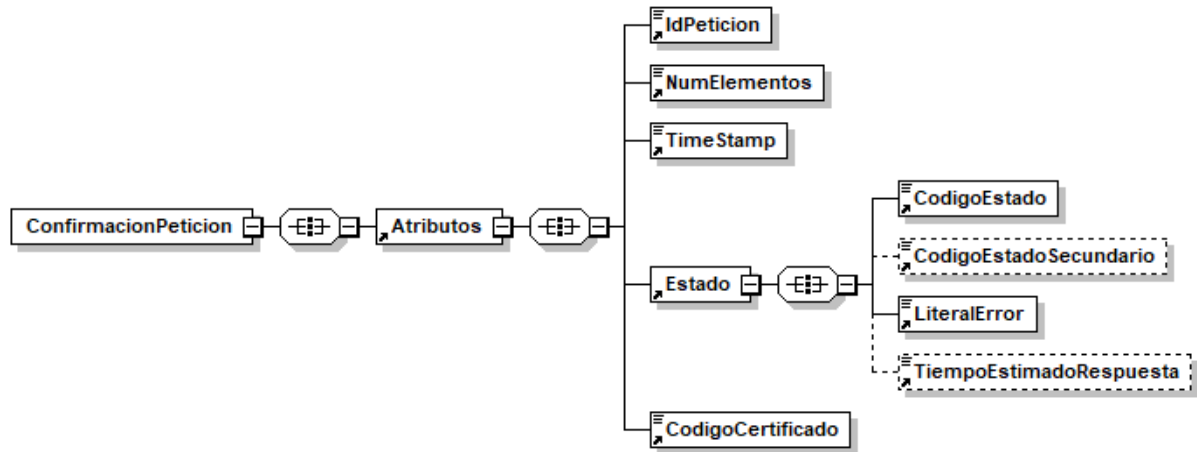 IdPeticion
NumElementos
TimeStamp
ConfirmacionPeticion
Atributos
Estado
CodigoEstado
CodigoEstadoSecundario
LiteralError
TiempoEstimadoRespuesta
CodigoCertificado